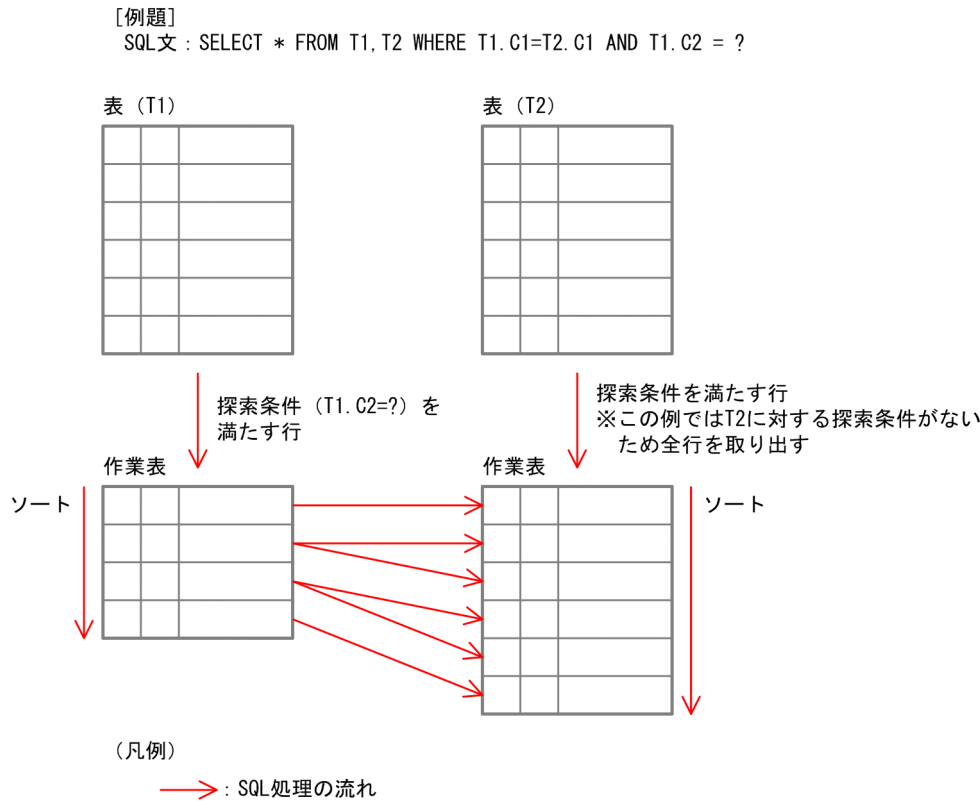 [例題]
SQL文：SELECT * FROM T1,T2 WHERE T1.C1=T2.C1 AND T1.C2 = ?
表（T1）
表（T2）
探索条件（T1.C2=?）を
満たす行
探索条件を満たす行
※この例ではT2に対する探索条件がない
ため全行を取り出す
作業表
作業表
ソート
ソート
（凡例）
：SQL処理の流れ